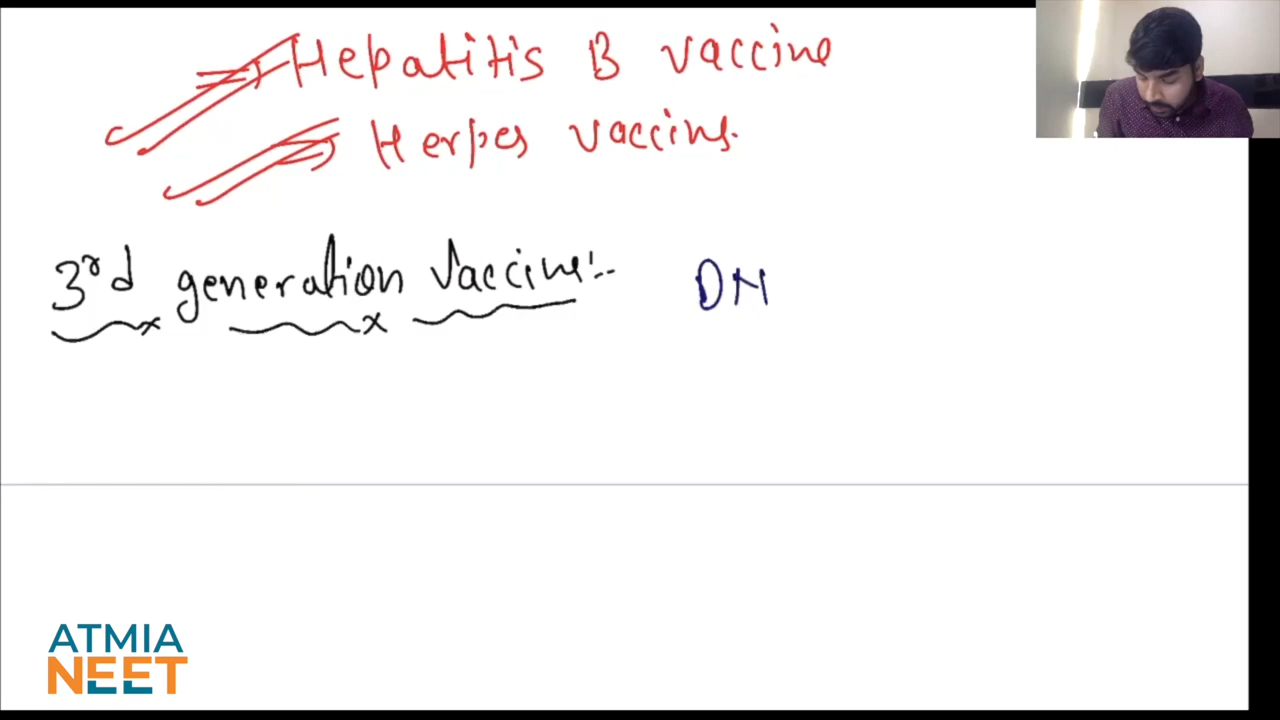 ⇒ Hepatitis B vaccine
⇒ Herpes vaccine.
3rd generation vaccine:- DN
ATMIA
NEET